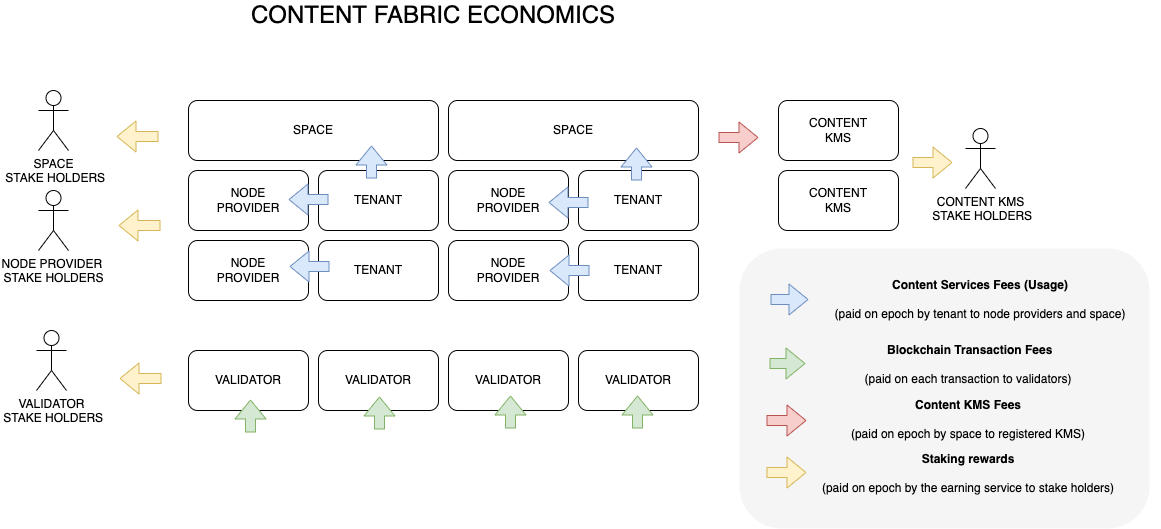 CONTENT FABRIC ECONOMICS
SPACE
STAKE HOLDERS
NODE PROVIDER
STAKE HOLDERS
VALIDATOR
STAKE HOLDERS
SPACE
SPACE
NODE
PROVIDER
TENANT
NODE
PROVIDER
TENANT
NODE
PROVIDER
TENANT
NODE
PROVIDER
TENANT
VALIDATOR
VALIDATOR
VALIDATOR
VALIDATOR
CONTENT
KMS
CONTENT
KMS
CONTENT KMS
STAKE HOLDERS
Content Services Fees (Usage)
(paid on epoch by tenant to node providers and space)
Blockchain Transaction Fees
(paid on each transaction to validators)
Content KMS Fees
(paid on epoch by space to registered KMS)
Staking rewards
(paid on epoch by the earning service to stake holders)